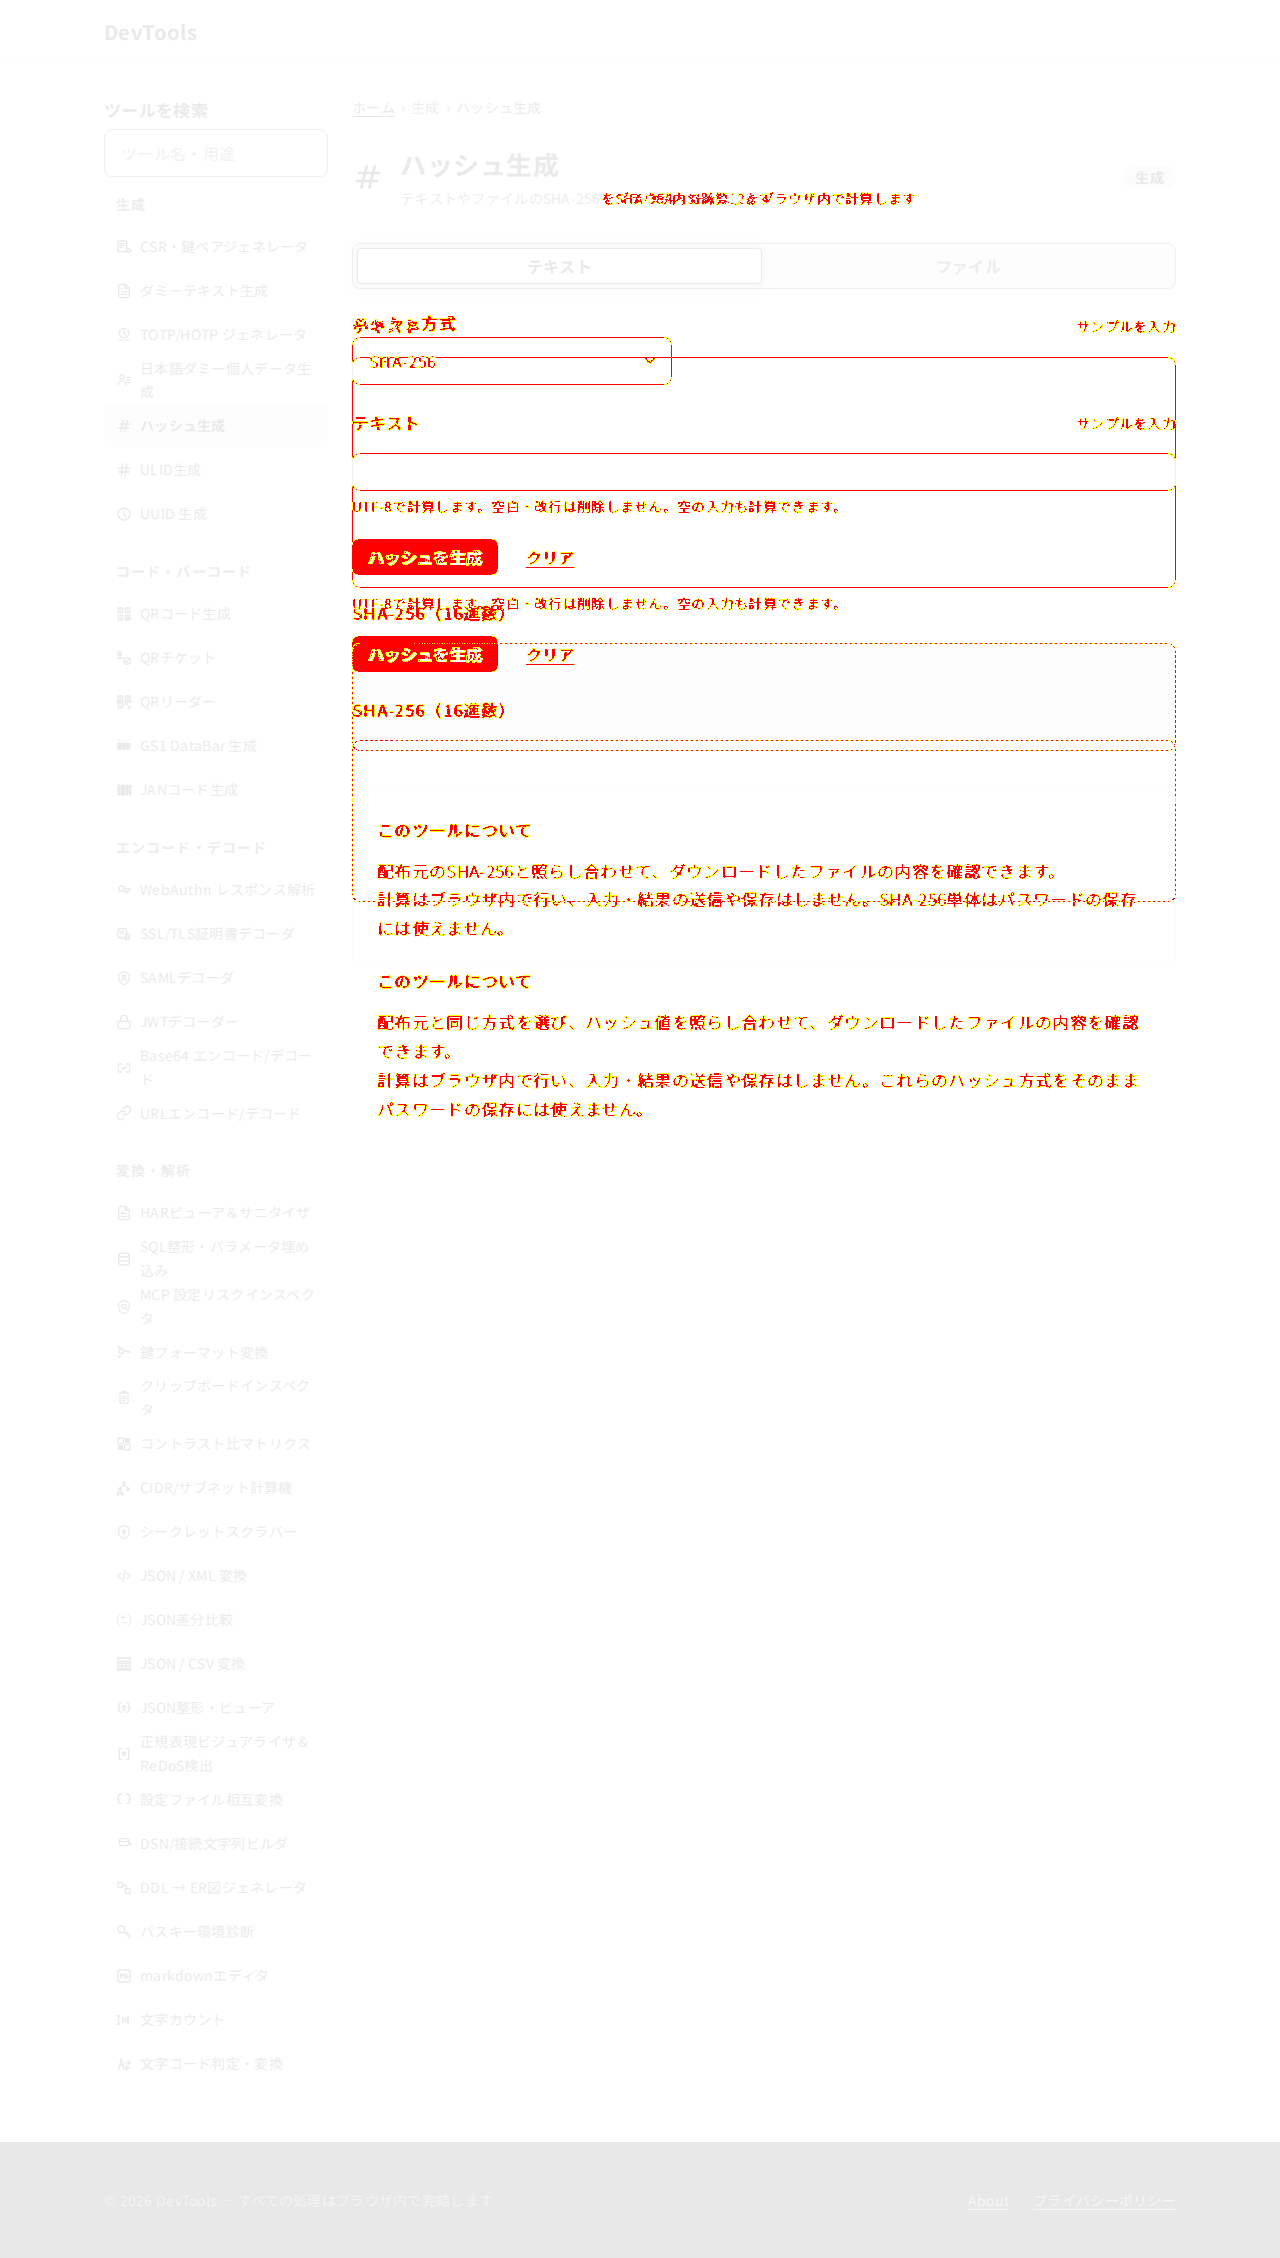 DevTools
ツールを検索
ツール名・用途
生成
CSR・鍵ペアジェネレータ
ダミーテキスト生成
TOTP/HOTP ジェネレータ
日本語ダミー個人データ生
成
ハッシュ生成
ULID生成
UUID 生成
コード・バーコード
QRコード生成
QRチケット
QRリーダー
GS1 DataBar 生成
JANコード生成
エンコード・デコード
WebAuthn レスポンス解析
SSL/TLS証明書デコーダ
SAMLデコーダ
JWTデコーダー
Base64 エンコード/デコー
ド
URLエンコード/デコード
変換・解析
HARビューア＆サニタイザ
SQL整形・パラメータ埋め
込み
MCP 設定リスクインスペク
タ
鍵フォーマット変換
クリップボードインスペク
タ
コントラスト比マトリクス
CIDR/サブネット計算機
シークレットスクラバー
JSON / XML 変換
JSON差分比較
JSON / CSV 変換
JSON整形・ビューア
正規表現ビジュアライザ＆
ReDoS検出
設定ファイル相互変換
DSN/接続文字列ビルダ
DDL → ER図ジェネレータ
パスキー環境診断
markdownエディタ
文字カウント
文字コード判定・変換
ホーム › 生成 › ハッシュ生成
ハッシュ生成
生成
テキストやファイルのSHA-256
ブラウザ内で計算します
テキスト
ファイル
方式
サンプルを入力
SHA-256
テキスト
サンプルを入力
UTF-8で計算します。空白・改行は削除しません。空の入力も計算できます。
ハッシュを生成
クリア
UTF-8で計算します。空白・改行は削除しません。空の入力も計算できます。
SHA-256（16進数）
ハッシュを生成
クリア
SHA-256（16進数）
このツールについて
配布元のSHA-256と照らし合わせて、ダウンロードしたファイルの内容を確認できます。
計算はブラウザ内で行い、入力・結果の送信や保存はしません。SHA-256単体はパスワードの保存
には使えません。
このツールについて
配布元と同じ方式を選び、ハッシュ値を照らし合わせて、ダウンロードしたファイルの内容を確認
できます。
計算はブラウザ内で行い、入力・結果の送信や保存はしません。これらのハッシュ方式をそのまま
パスワードの保存には使えません。
© 2026 DevTools — すべての処理はブラウザ内で完結します
About
プライバシーポリシー